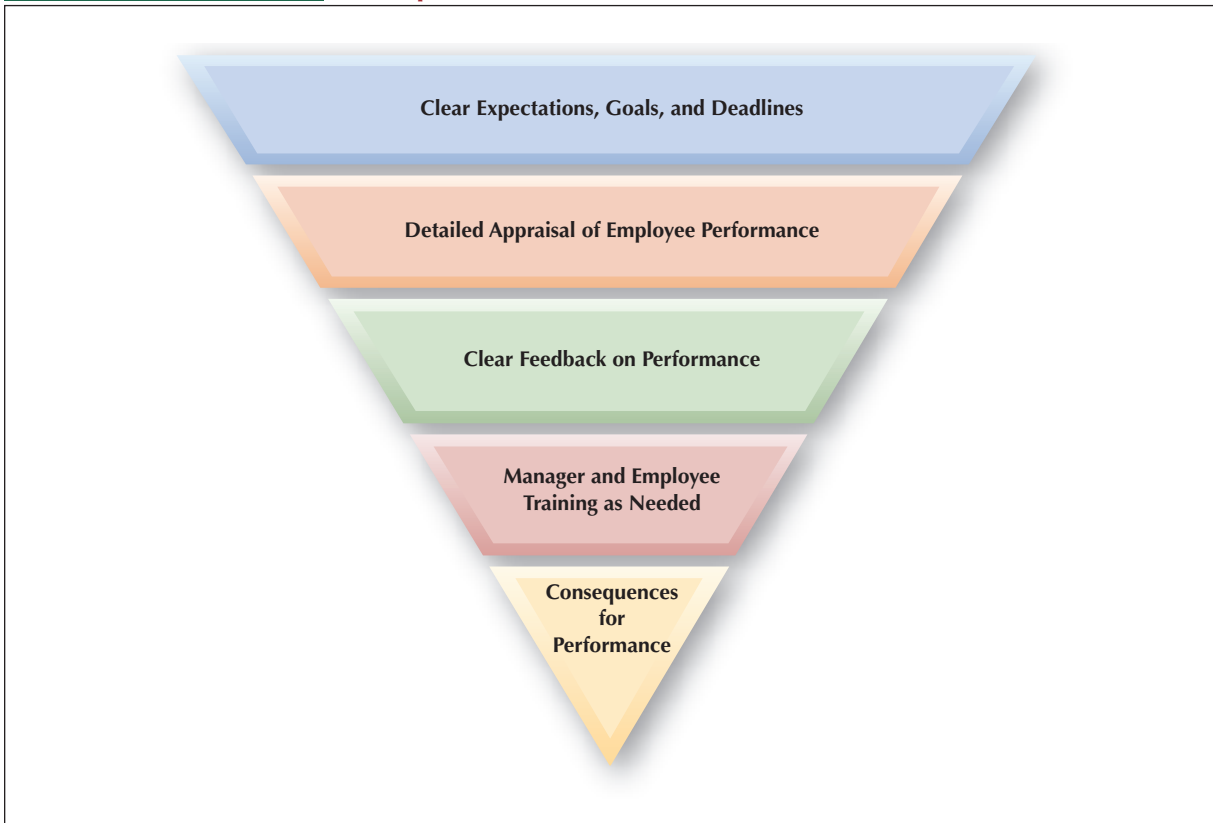 Clear Expectations, Goals, and Deadlines
Detailed Appraisal of Employee Performance
Clear Feedback on Performance
Manager and Employee
Training as Needed
Consequences
for
Performance